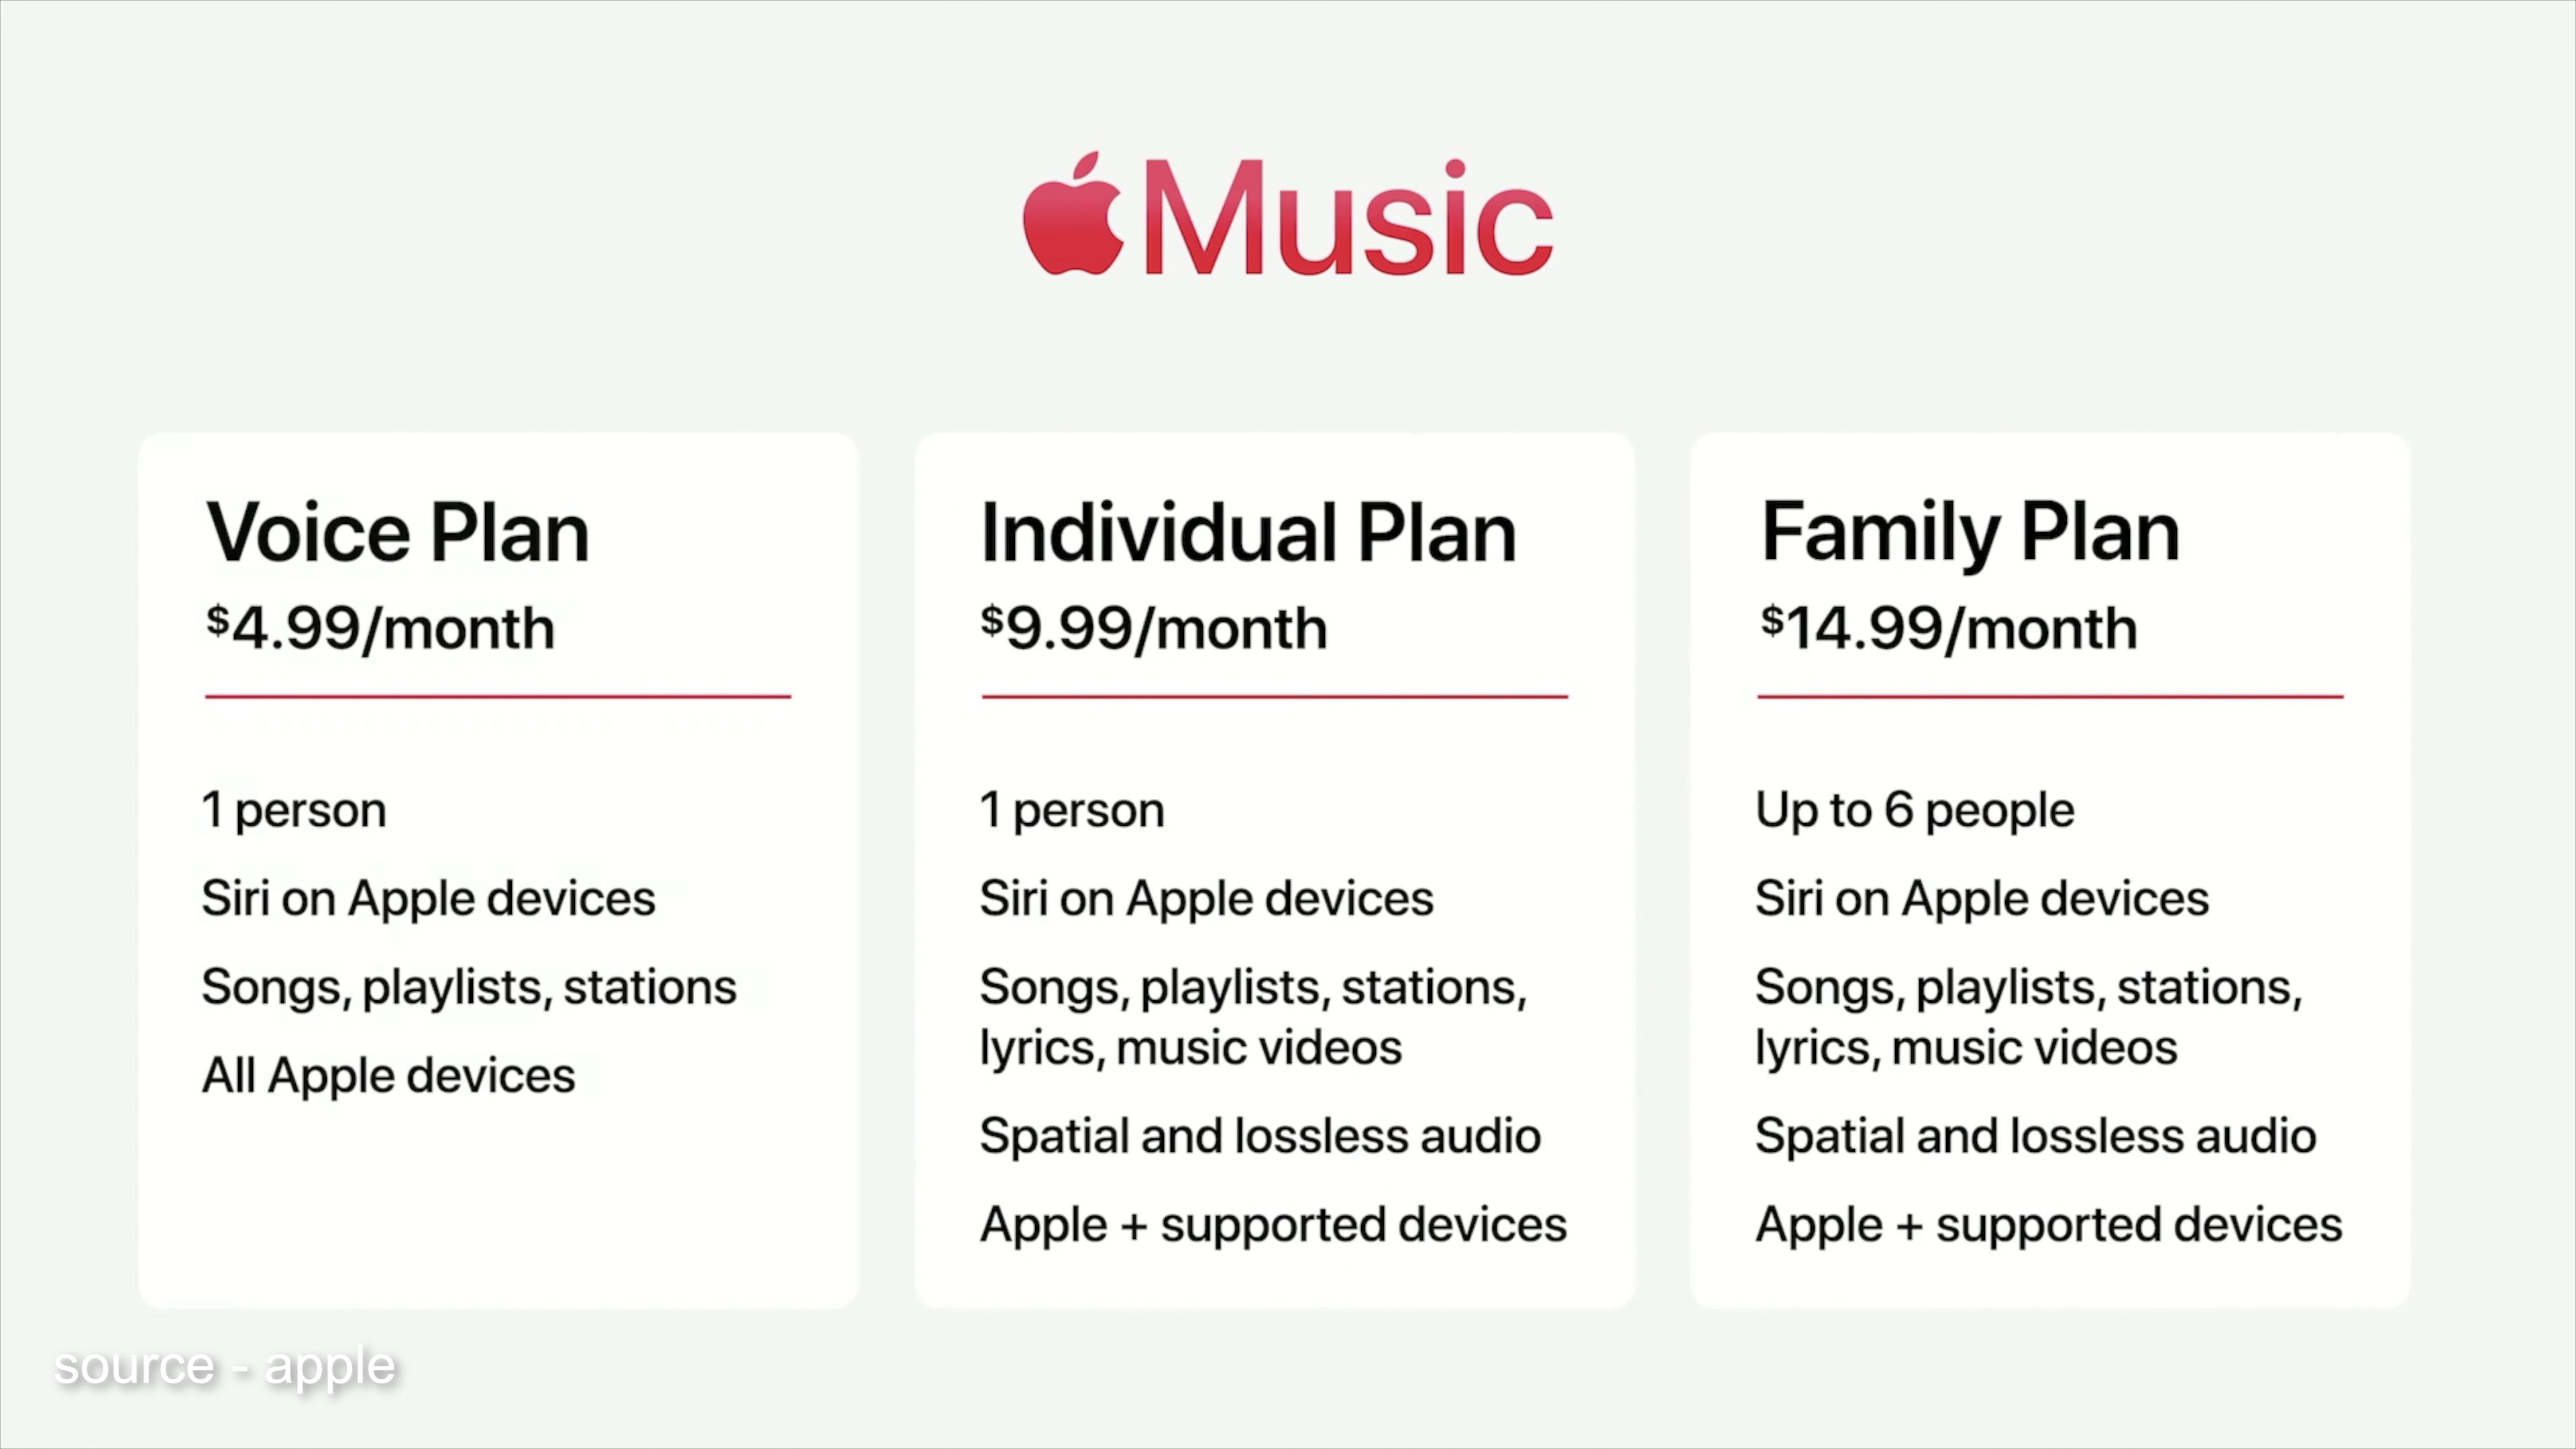 Music
Voice Plan
$4.99/month
1 person
Siri on Apple devices
Songs, playlists, stations
All Apple devices
Individual Plan
$9.99/month
1 person
Siri on Apple devices
Songs, playlists, stations,
lyrics, music videos
Spatial and lossless audio
Apple + supported devices
Family Plan
$14.99/month
Up to 6 people
Siri on Apple devices
Songs, playlists, stations,
lyrics, music videos
Spatial and lossless audio
Apple + supported devices
source - apple